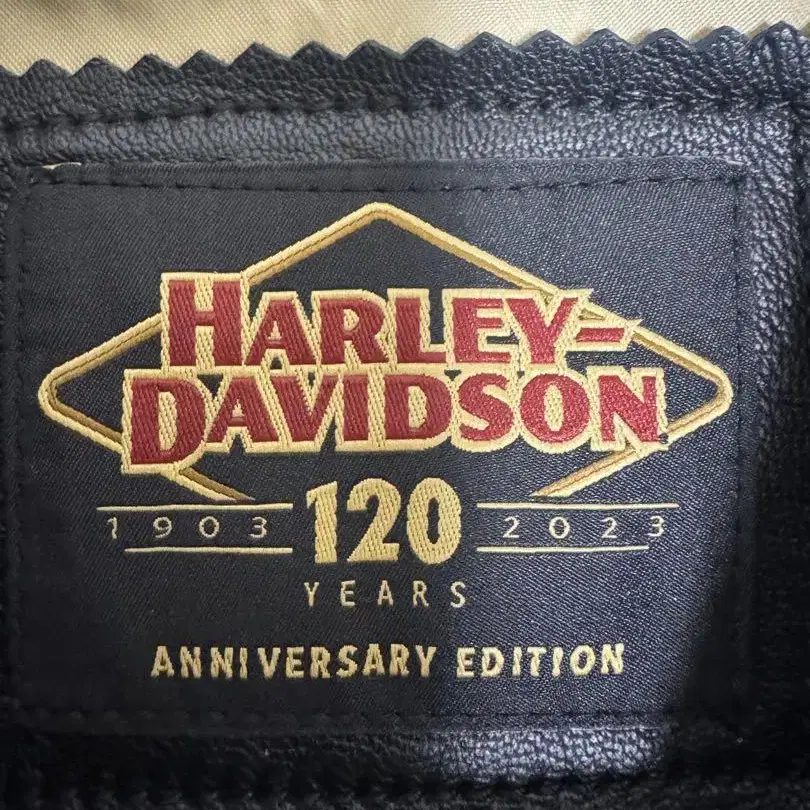 HARLEY-
DAVIDSON
1903 120 2023
YEARS
ANNIVERSARY EDITION